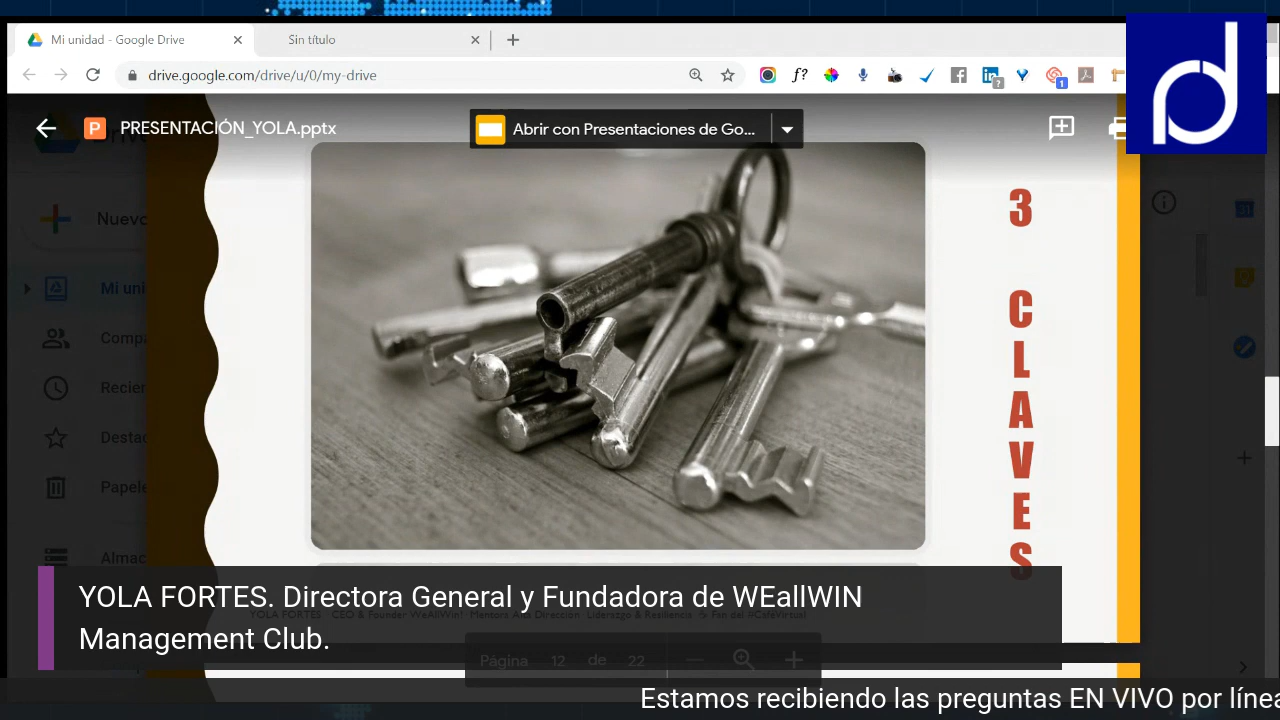 Mi unidad - Google Drive
Sin título
drive.google.com/drive/u/0/my-drive
f?
?
1
P
PRESENTACIÓN_YOLA.pptx
Abrir con Presentaciones de Go...
d
Nuevo
Mi uni
Compa
Recier
Destac
Papele
Almac
3
C
L
A
V
E
S
YOLA FORTES. Directora General y Fundadora de WEallWIN
Management Club.
Página 12 de 22
Estamos recibiendo las preguntas EN VIVO por línea